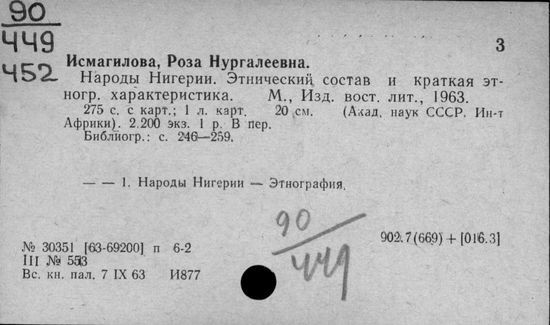 90
449
452
3
Исмагилова, Роза Нургалеевна.
Народы Нигерии. Этнический состав и краткая эт-
ногр. характеристика. М., Изд. вост. лит., 1963.
275 с. с карт.; 1 л. карт. 20 см. (Акад. наук СССР. Ин-т
Африки). 2.200 экз. 1 р. В пер.
Библиогр.: с. 246—259.
— — 1. Народы Нигерии — Этнография.
90
449
902.7(669) + [016.3]
№ 30351 [63-69200] п 6-2
III № 553
Вс. кн. пал. 7 IX 63 И877